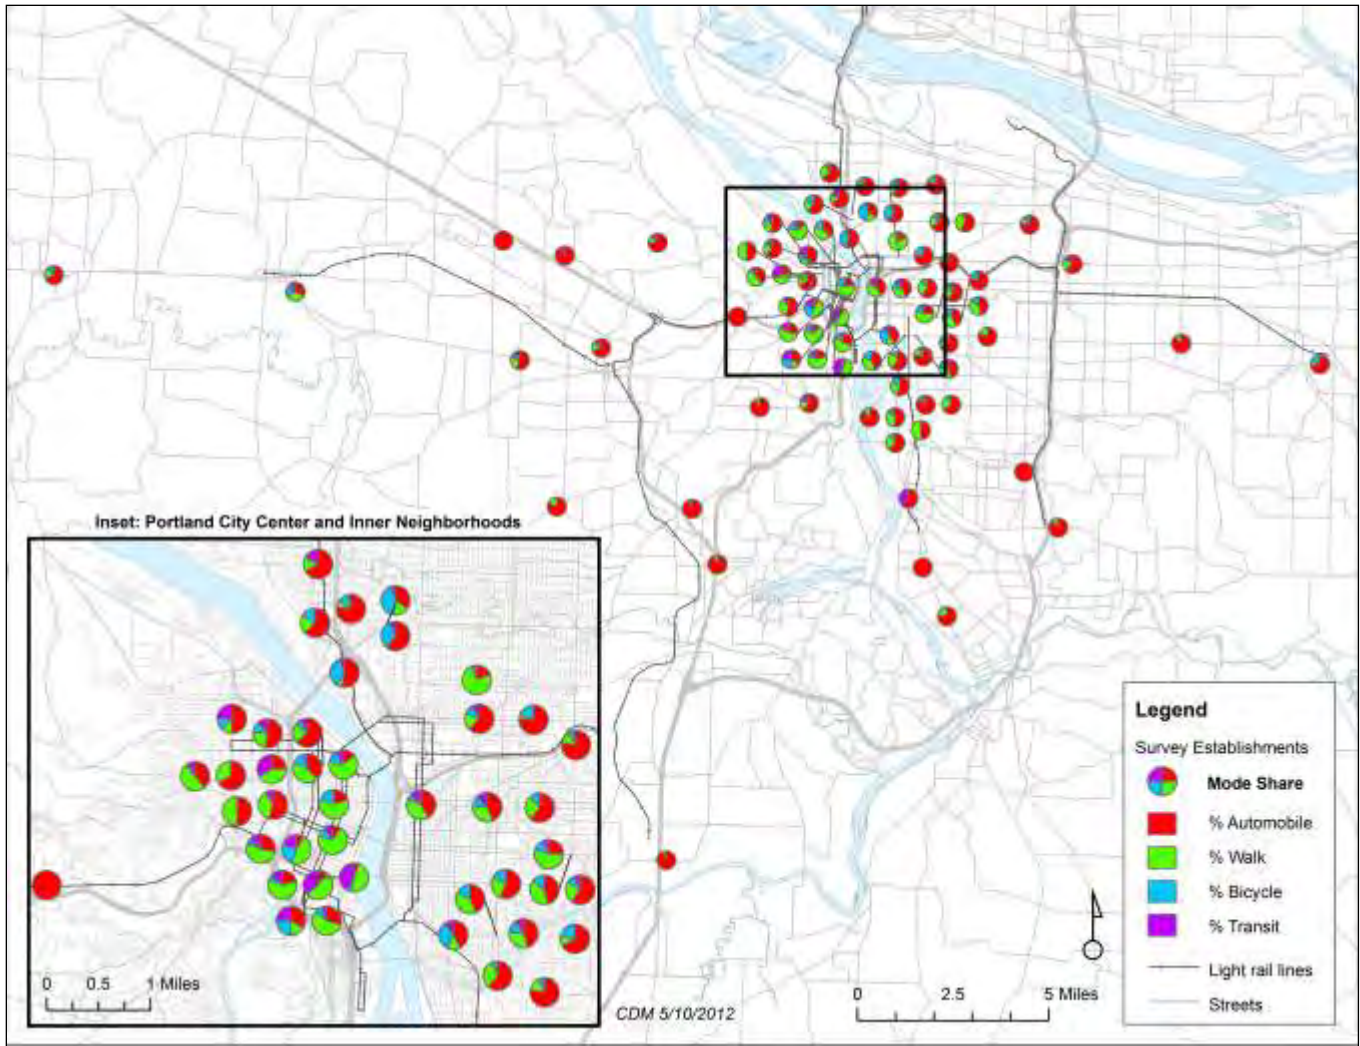 Inset: Portland City Center and Inner Neighborhoods
0 0.5 1 Miles
CDM 5/10/2012
0 2.5 5 Miles
Legend
Survey Establishments
Mode Share
% Automobile
% Walk
% Bicycle
% Transit
Light rail lines
Streets